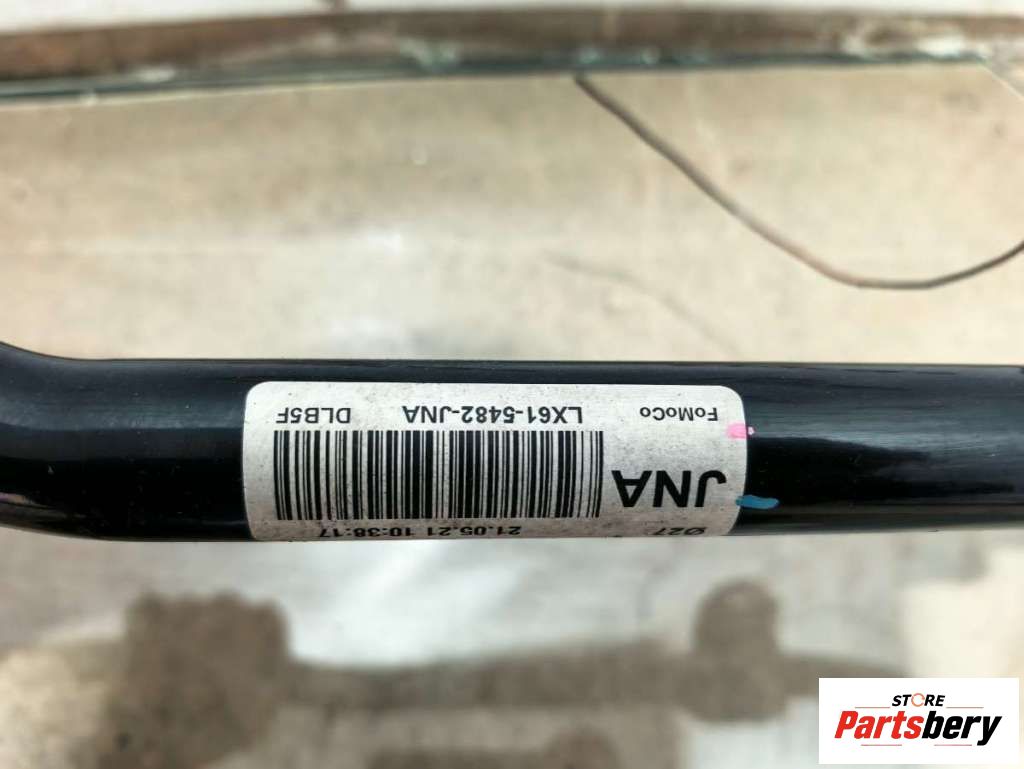 FoMoCo LX61-5482-JNA DLB5F
JNA
Ø27 21.05.21 10:38:17
STORE
Partsbery